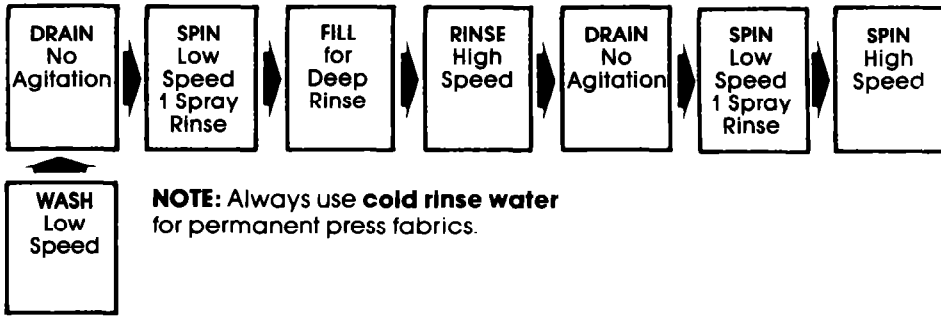 DRAIN
No
Agitation
SPIN
Low
Speed
1 Spray
Rinse
FILL
for
Deep
Rinse
RINSE
High
Speed
DRAIN
No
Agitation
SPIN
Low
Speed
1 Spray
Rinse
SPIN
High
Speed
WASH
Low
Speed
NOTE: Always use cold rinse water
for permanent press fabrics.